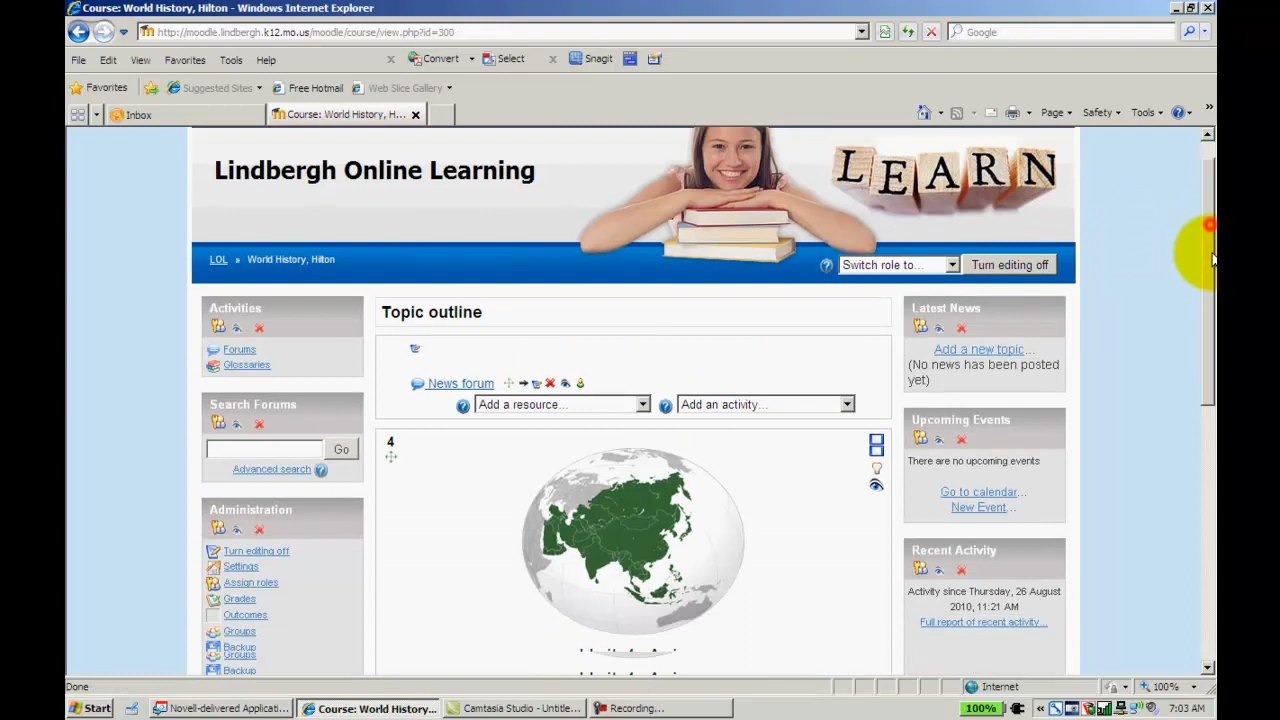 Course: World History, Hilton - Windows Internet Explorer
http://moodle.lindbergh.k12.mo.us/moodle/course/view.php?id=300
Google
File Edit View Favorites Tools Help
x Convert Select x Snagit
Favorites Suggested Sites Free Hotmail Web Slice Gallery
Inbox Course: World History, H... x
Page Safety Tools »
Lindbergh Online Learning
LEARN
LOL » World History, Hilton
Switch role to... Turn editing off
Activities
Forums
Glossaries
Search Forums
Go
Advanced search
Administration
Turn editing off
Settings
Assign roles
Grades
Outcomes
Groups
Backup
Groups
Backup
Topic outline
News forum
Add a resource... Add an activity...
4
Latest News
Add a new topic...
(No news has been posted
yet)
Upcoming Events
There are no upcoming events
Go to calendar...
New Event...
Recent Activity
Activity since Thursday, 26 August
2010, 11:21 AM
Full report of recent activity...
Done Internet 100%
Start Novell-delivered Applicati... Course: World History... Camtasia Studio - Untitle... Recording... 100% « 7:03 AM